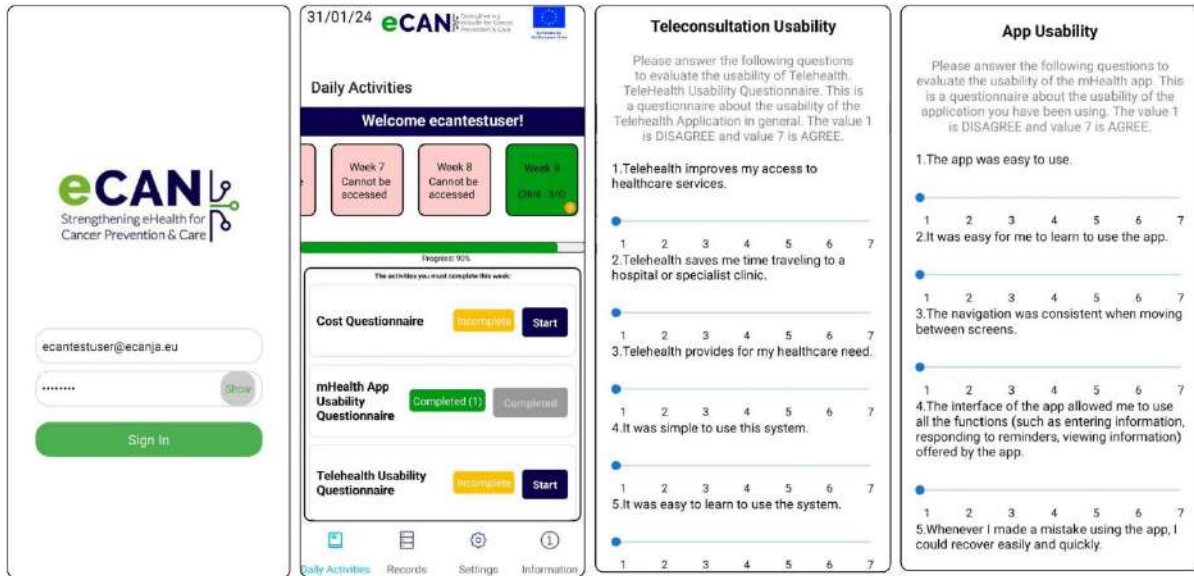 eCAN
Strengthening eHealth for
Cancer Prevention & Care
ecantestuser@ecanja.eu
••••••••
Show
Sign In
31/01/24
eCAN
Strengthening
eHealth for Cancer
Prevention & Care
Daily Activities
Welcome ecantestuser!
Week 7
Cannot be
accessed
Week 8
Cannot be
accessed
Week 9
Progress: 90%
The activities you must complete this week:
Cost Questionnaire
Incomplete
Start
mHealth App
Usability
Questionnaire
Completed (1)
Completed
Telehealth Usability
Questionnaire
Incomplete
Start
Daily Activities
Records
Settings
Information
Teleconsultation Usability
Please answer the following questions
to evaluate the usability of Telehealth.
TeleHealth Usability Questionnaire. This is
a questionnaire about the usability of the
Telehealth Application in general. The value 1
is DISAGREE and value 7 is AGREE.
1.Telehealth improves my access to
healthcare services.
1 2 3 4 5 6 7
2.Telehealth saves me time traveling to a
hospital or specialist clinic.
1 2 3 4 5 6 7
3.Telehealth provides for my healthcare need.
1 2 3 4 5 6 7
4.It was simple to use this system.
1 2 3 4 5 6 7
5.It was easy to learn to use the system.
1 2 3 4 5 6 7
App Usability
Please answer the following questions to
evaluate the usability of the mHealth app. This
is a questionnaire about the usability of the
application you have been using. The value 1
is DISAGREE and value 7 is AGREE.
1.The app was easy to use.
1 2 3 4 5 6 7
2.It was easy for me to learn to use the app.
1 2 3 4 5 6 7
3.The navigation was consistent when moving
between screens.
1 2 3 4 5 6 7
4.The interface of the app allowed me to use
all the functions (such as entering information,
responding to reminders, viewing information)
offered by the app.
1 2 3 4 5 6 7
5.Whenever I made a mistake using the app, I
could recover easily and quickly.